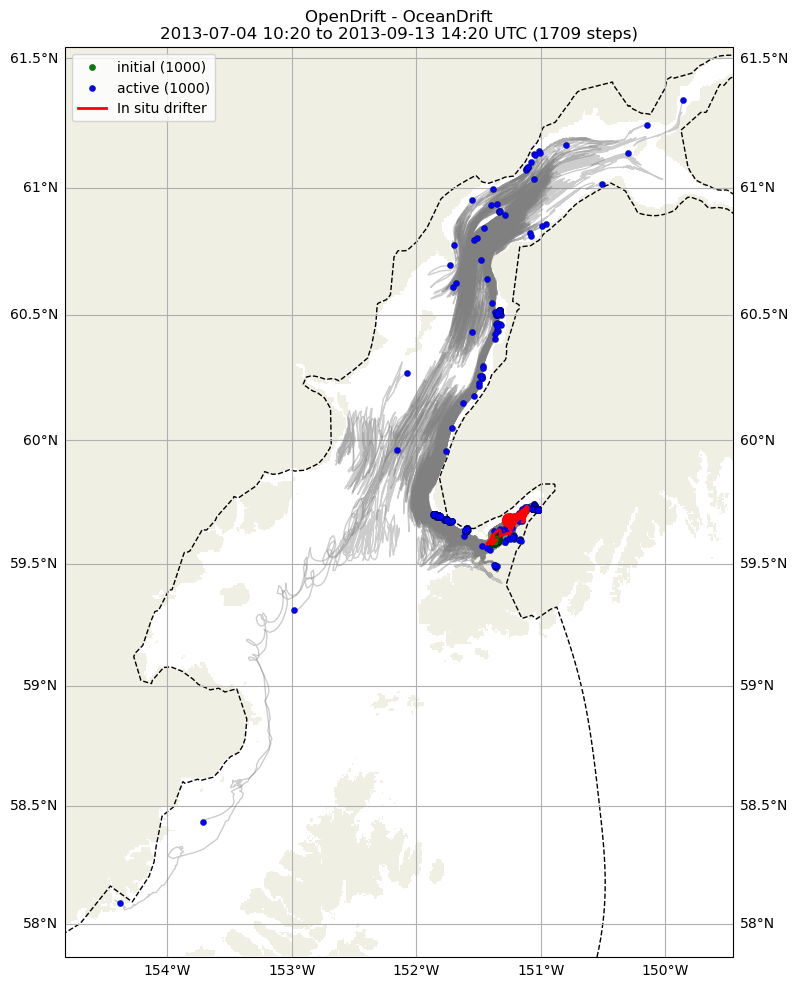 OpenDrift - OceanDrift
2013-07-04 10:20 to 2013-09-13 14:20 UTC (1709 steps)
initial (1000)
active (1000)
In situ drifter
61.5°N
61.5°N
61°N
61°N
60.5°N
60.5°N
60°N
60°N
59.5°N
59.5°N
59°N
59°N
58.5°N
58.5°N
58°N
58°N
154°W
153°W
152°W
151°W
150°W